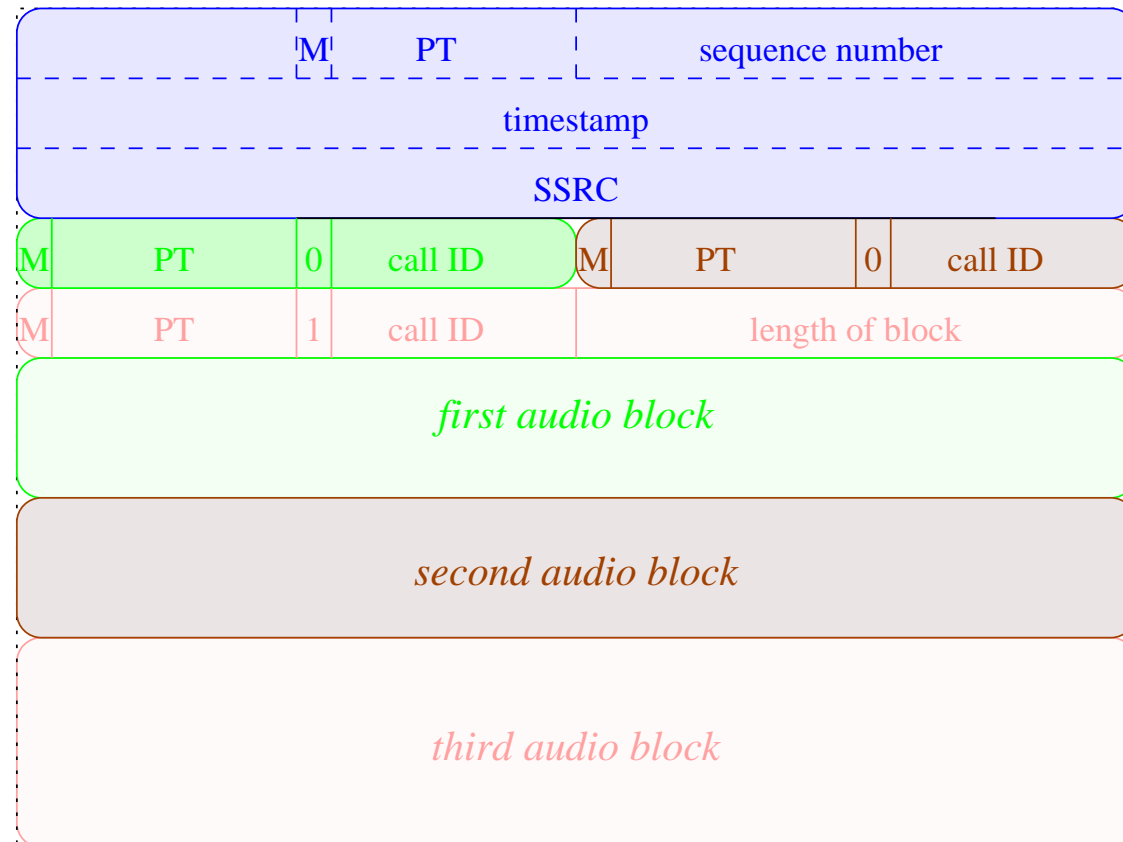 M PT sequence number
timestamp
SSRC
M PT 0 call ID M PT 0 call ID
M PT 1 call ID length of block
first audio block
second audio block
third audio block